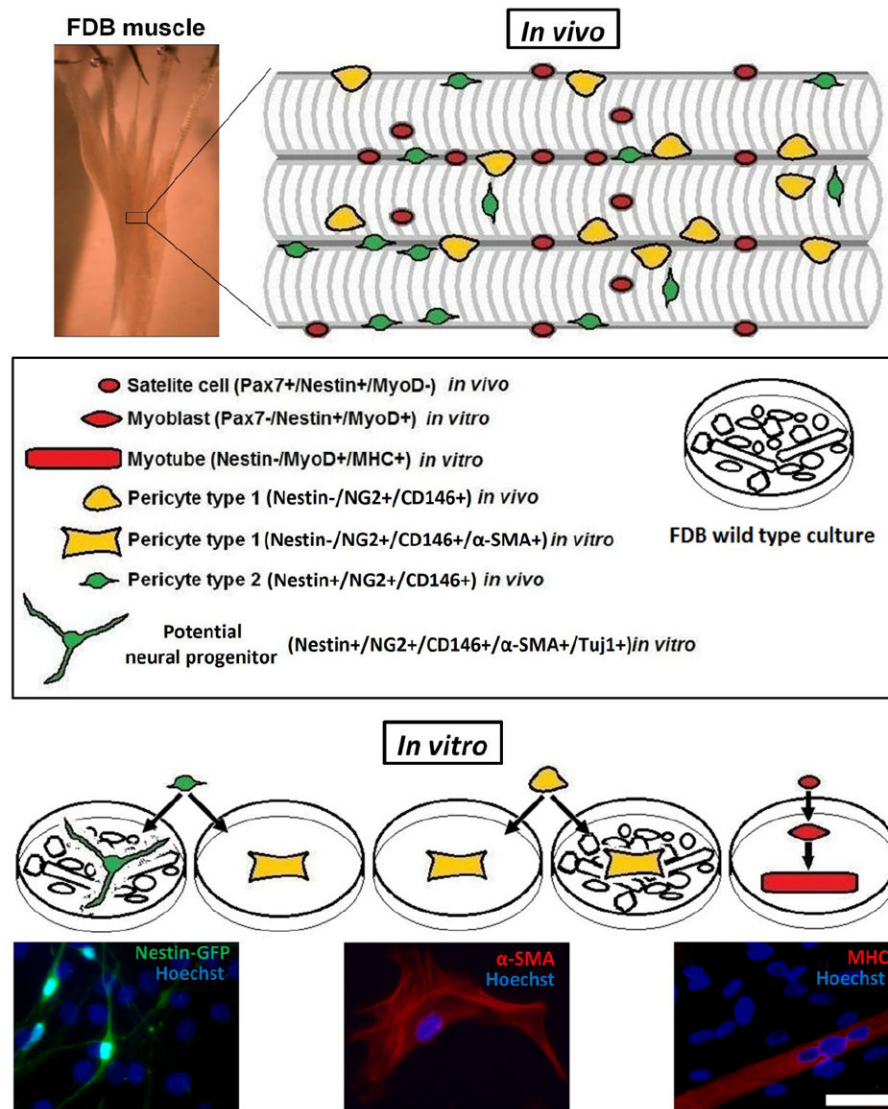 FDB muscle
In vivo
Satelite cell (Pax7+/Nestin+/MyoD-) in vivo
Myoblast (Pax7-/Nestin+/MyoD+) in vitro
Myotube (Nestin-/MyoD+/MHC+) in vitro
Pericyte type 1 (Nestin-/NG2+/CD146+) in vivo
Pericyte type 1 (Nestin-/NG2+/CD146+/α-SMA+) in vitro
Pericyte type 2 (Nestin+/NG2+/CD146+) in vivo
Potential
neural progenitor (Nestin+/NG2+/CD146+/α-SMA+/Tuj1+) in vitro
FDB wild type culture
In vitro
Nestin-GFP
Hoechst
α-SMA
Hoechst
MHC
Hoechst